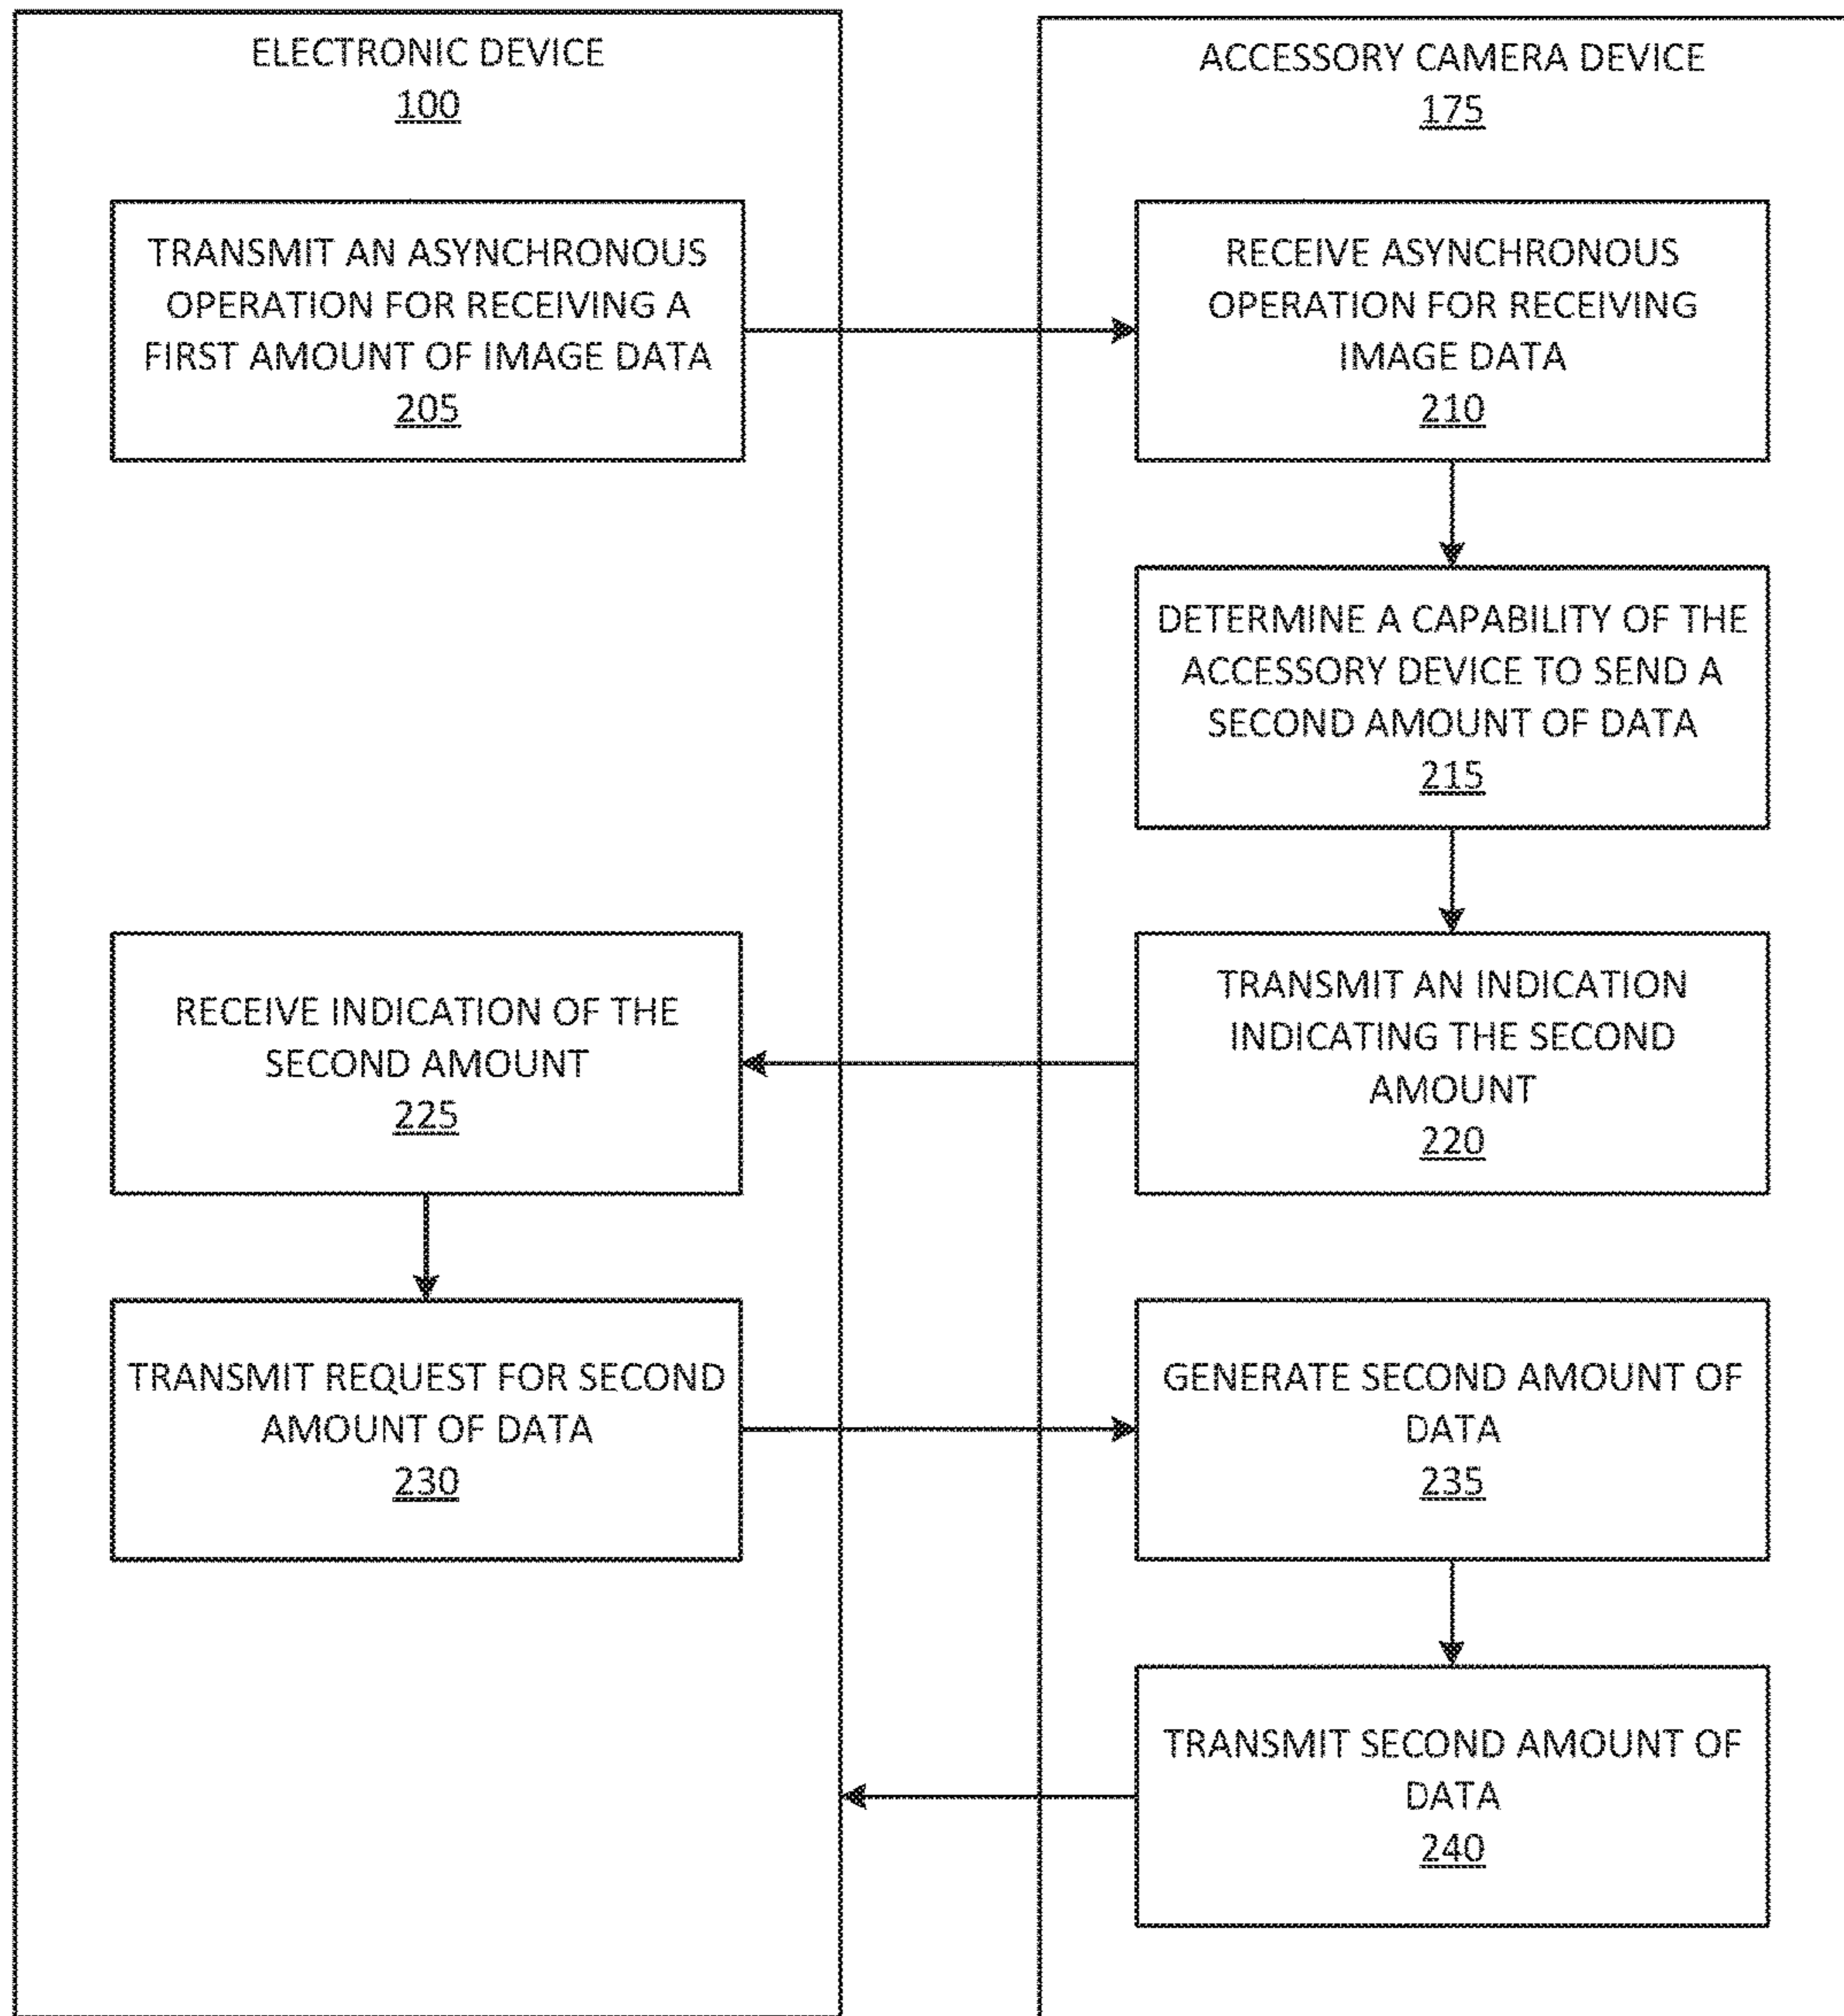 ELECTRONIC DEVICE
100
ACCESSORY CAMERA DEVICE
175
TRANSMIT AN ASYNCHRONOUS
OPERATION FOR RECEIVING A
FIRST AMOUNT OF IMAGE DATA
205
RECEIVE ASYNCHRONOUS
OPERATION FOR RECEIVING
IMAGE DATA
210
DETERMINE A CAPABILITY OF THE
ACCESSORY DEVICE TO SEND A
SECOND AMOUNT OF DATA
215
TRANSMIT AN INDICATION
INDICATING THE SECOND
AMOUNT
220
RECEIVE INDICATION OF THE
SECOND AMOUNT
225
TRANSMIT REQUEST FOR SECOND
AMOUNT OF DATA
230
GENERATE SECOND AMOUNT OF
DATA
235
TRANSMIT SECOND AMOUNT OF
DATA
240